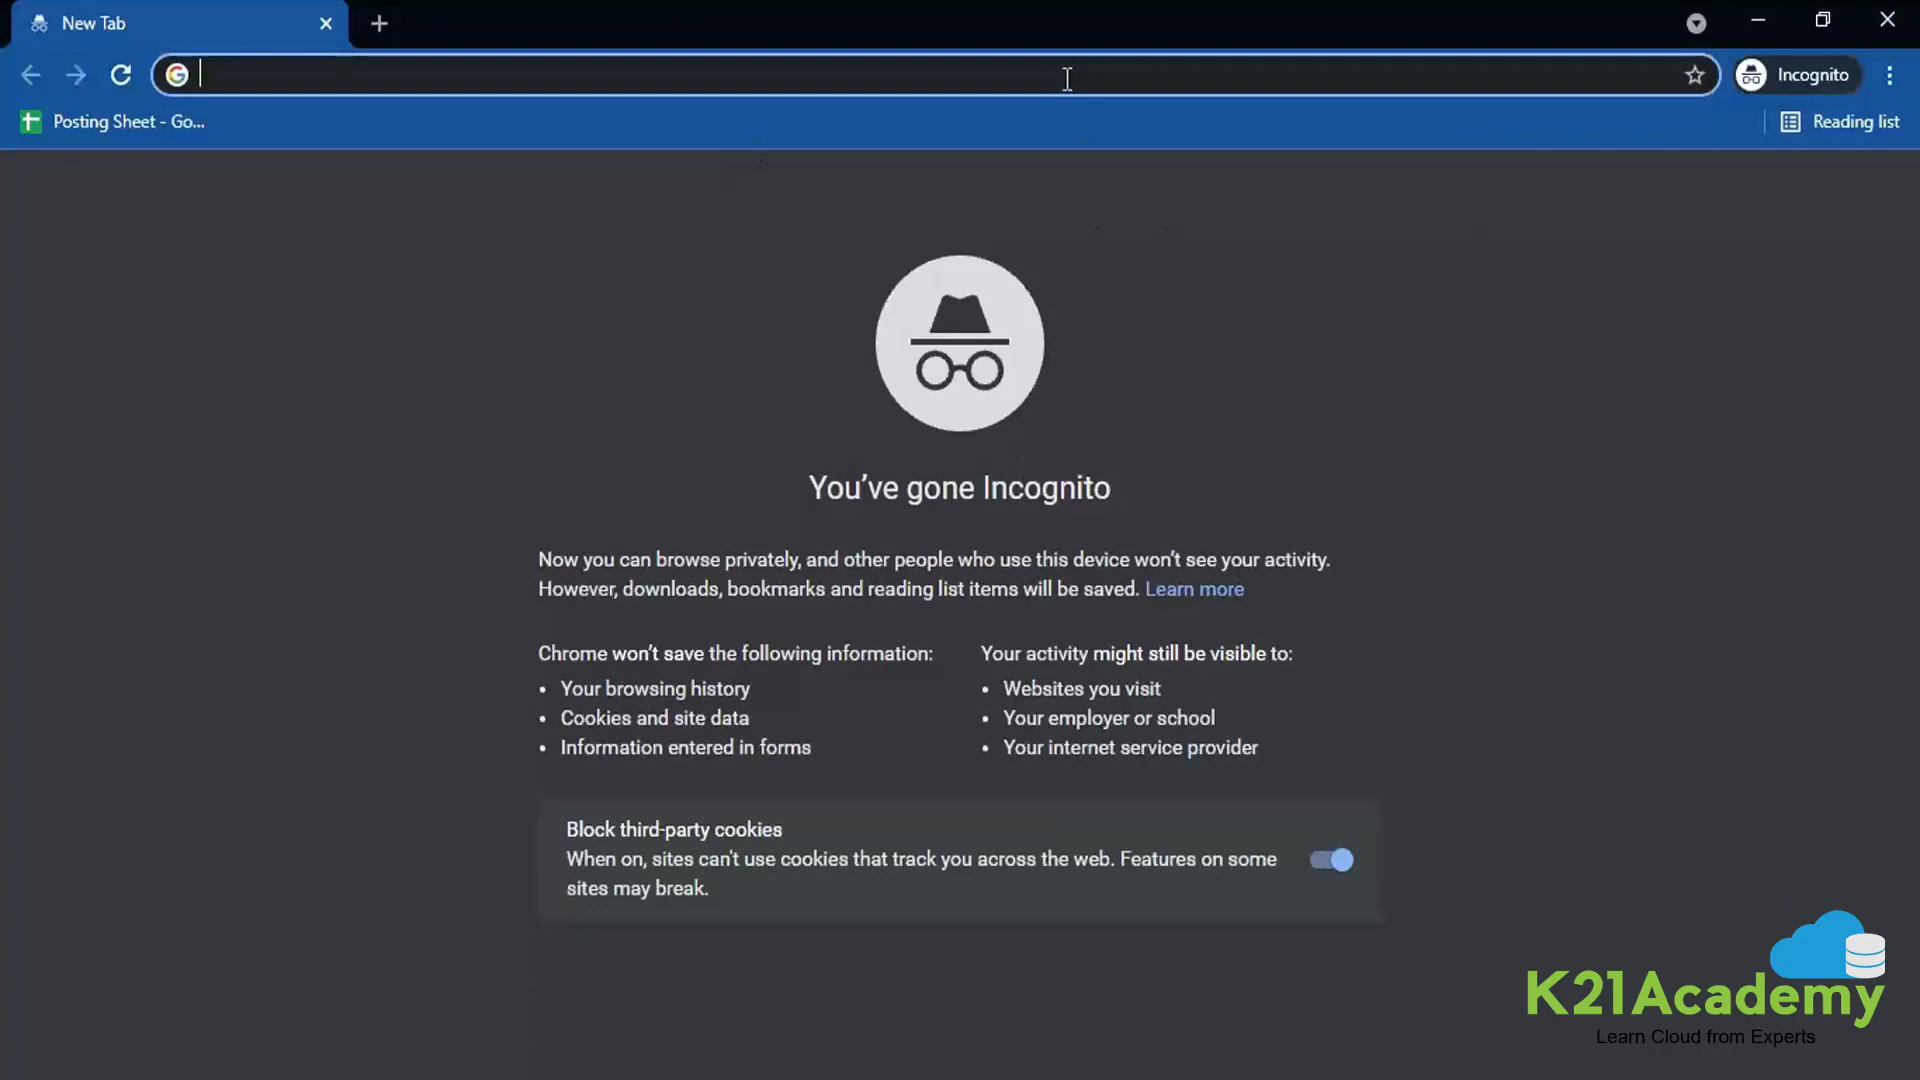 New Tab
Incognito
Posting Sheet - Go...
Reading list
You've gone Incognito
Now you can browse privately, and other people who use this device won't see your activity.
However, downloads, bookmarks and reading list items will be saved. Learn more
Chrome won't save the following information:
• Your browsing history
• Cookies and site data
• Information entered in forms
Your activity might still be visible to:
• Websites you visit
• Your employer or school
• Your internet service provider
Block third-party cookies
When on, sites can't use cookies that track you across the web. Features on some
sites may break.
K21Academy
Learn Cloud from Experts